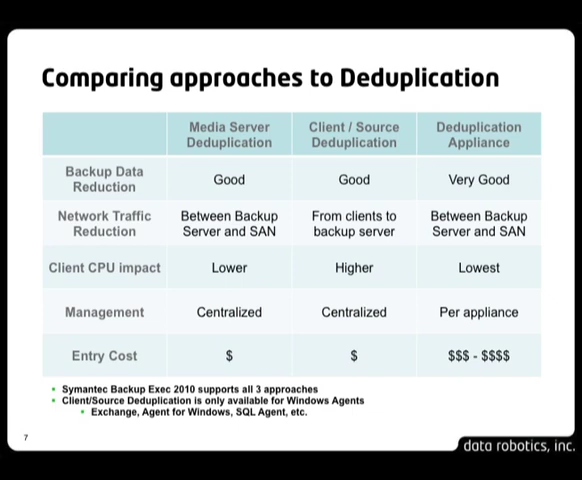 Comparing approaches to Deduplication
Media Server Deduplication
Client / Source Deduplication
Deduplication Appliance
Backup Data Reduction
Good
Good
Very Good
Network Traffic Reduction
Between Backup Server and SAN
From clients to backup server
Between Backup Server and SAN
Client CPU impact
Lower
Higher
Lowest
Management
Centralized
Centralized
Per appliance
Entry Cost
$
$
$$$ - $$$$
• Symantec Backup Exec 2010 supports all 3 approaches
• Client/Source Deduplication is only available for Windows Agents
• Exchange, Agent for Windows, SQL Agent, etc.
7
data robotics, inc.